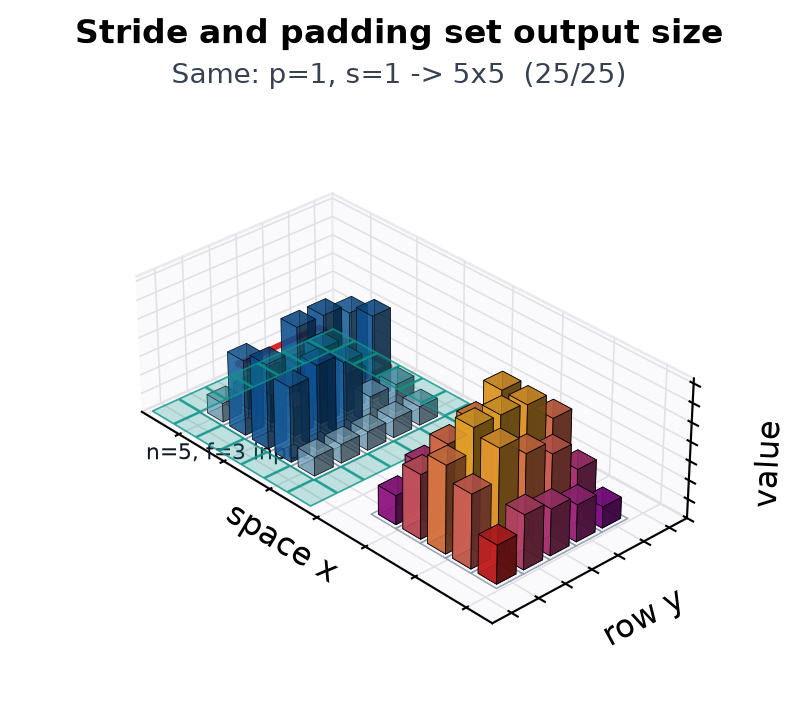 Stride and padding set output size
Same: p=1, s=1 -> 5x5  (25/25)
n=5, f=3
space x
row y
value